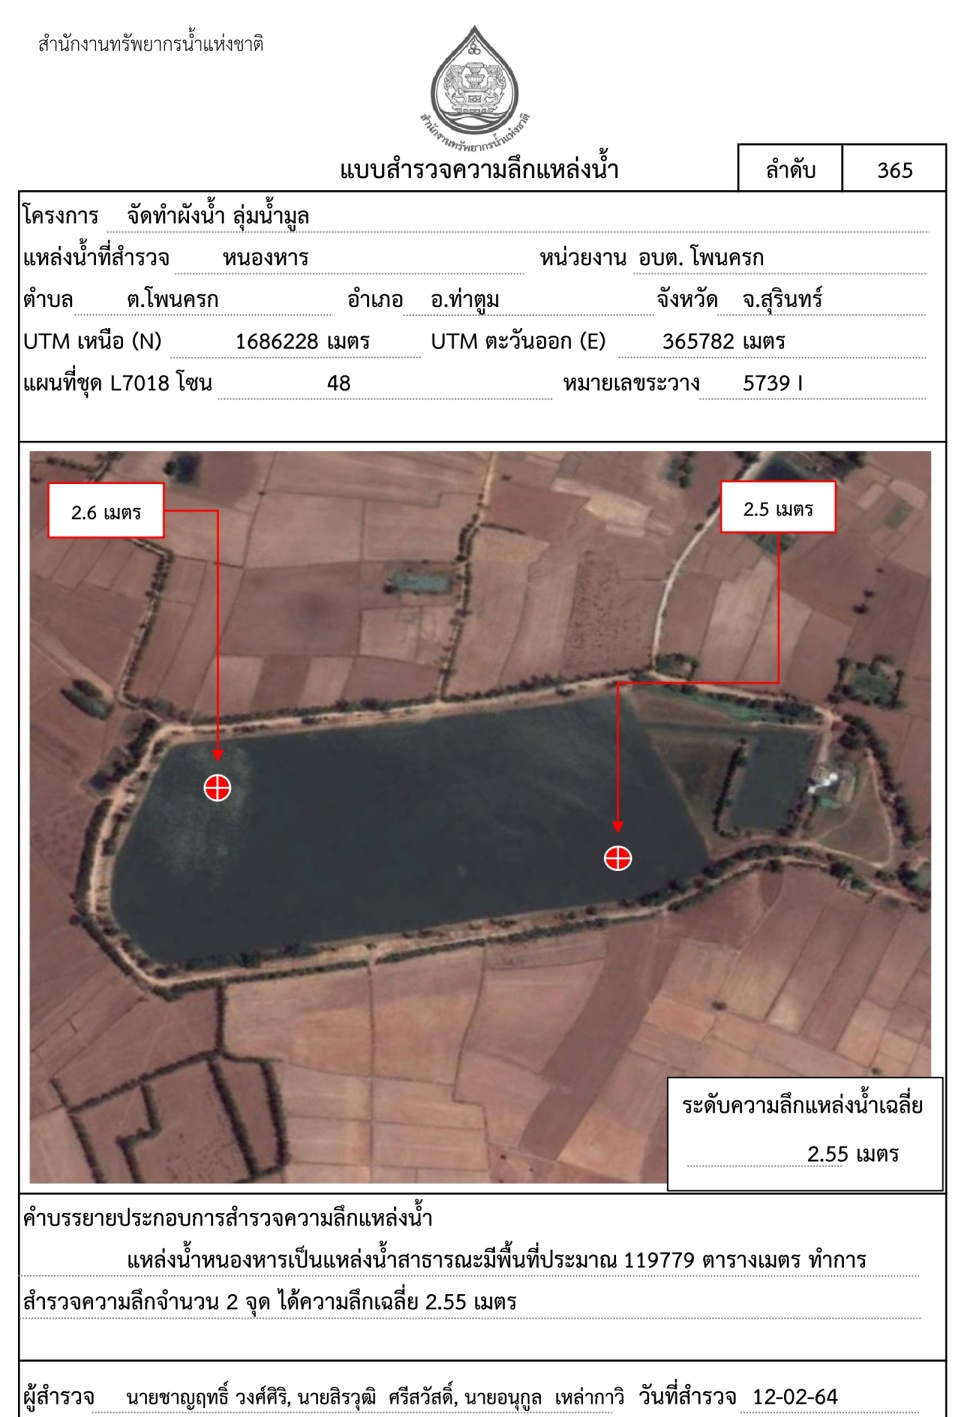 สำนักงานทรัพยากรน้ำแห่งชาติ
สำนักงานทรัพยากรน้ำแห่งชาติ
แบบสำรวจความลึกแหล่งน้ำ
ลำดับ 365
โครงการ จัดทำผังน้ำ ลุ่มน้ำมูล
แหล่งน้ำที่สำรวจ หนองหาร หน่วยงาน อบต. โพนครก
ตำบล ต.โพนครก อำเภอ อ.ท่าตูม จังหวัด จ.สุรินทร์
UTM เหนือ (N) 1686228 เมตร UTM ตะวันออก (E) 365782 เมตร
แผนที่ชุด L7018 โซน 48 หมายเลขระวาง 5739 I
2.6 เมตร
2.5 เมตร
ระดับความลึกแหล่งน้ำเฉลี่ย
2.55 เมตร
คำบรรยายประกอบการสำรวจความลึกแหล่งน้ำ
แหล่งน้ำหนองหารเป็นแหล่งน้ำสาธารณะมีพื้นที่ประมาณ 119779 ตารางเมตร ทำการ
สำรวจความลึกจำนวน 2 จุด ได้ความลึกเฉลี่ย 2.55 เมตร
ผู้สำรวจ นายชาญฤทธิ์ วงศ์ศิริ, นายสิรวุฒิ ศรีสวัสดิ์, นายอนุกูล เหล่ากาวิ วันที่สำรวจ 12-02-64